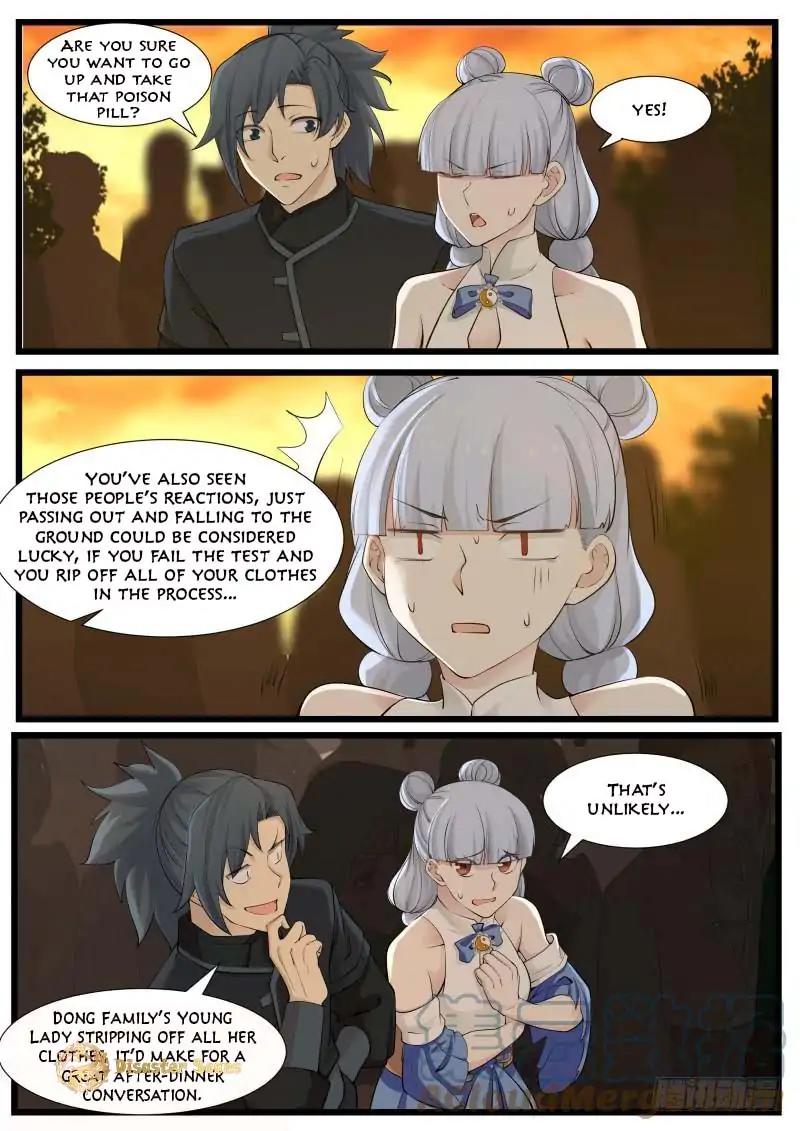 ARE YOU SURE
YOU WANT TO GO
UP AND TAKE
THAT POISON
PILL?
YES!
YOU'VE ALSO SEEN
THOSE PEOPLE'S REACTIONS, JUST
PASSING OUT AND FALLING TO THE
GROUND COULD BE CONSIDERED
LUCKY, IF YOU FAIL THE TEST AND
YOU RIP OFF ALL OF YOUR CLOTHES
IN THE PROCESS...
THAT'S
UNLIKELY...
DONG FAMILY'S YOUNG
LADY STRIPPING OFF ALL HER
CLOTHES, IT'D MAKE FOR A
GREAT AFTER-DINNER
CONVERSATION.
Disaster Scans